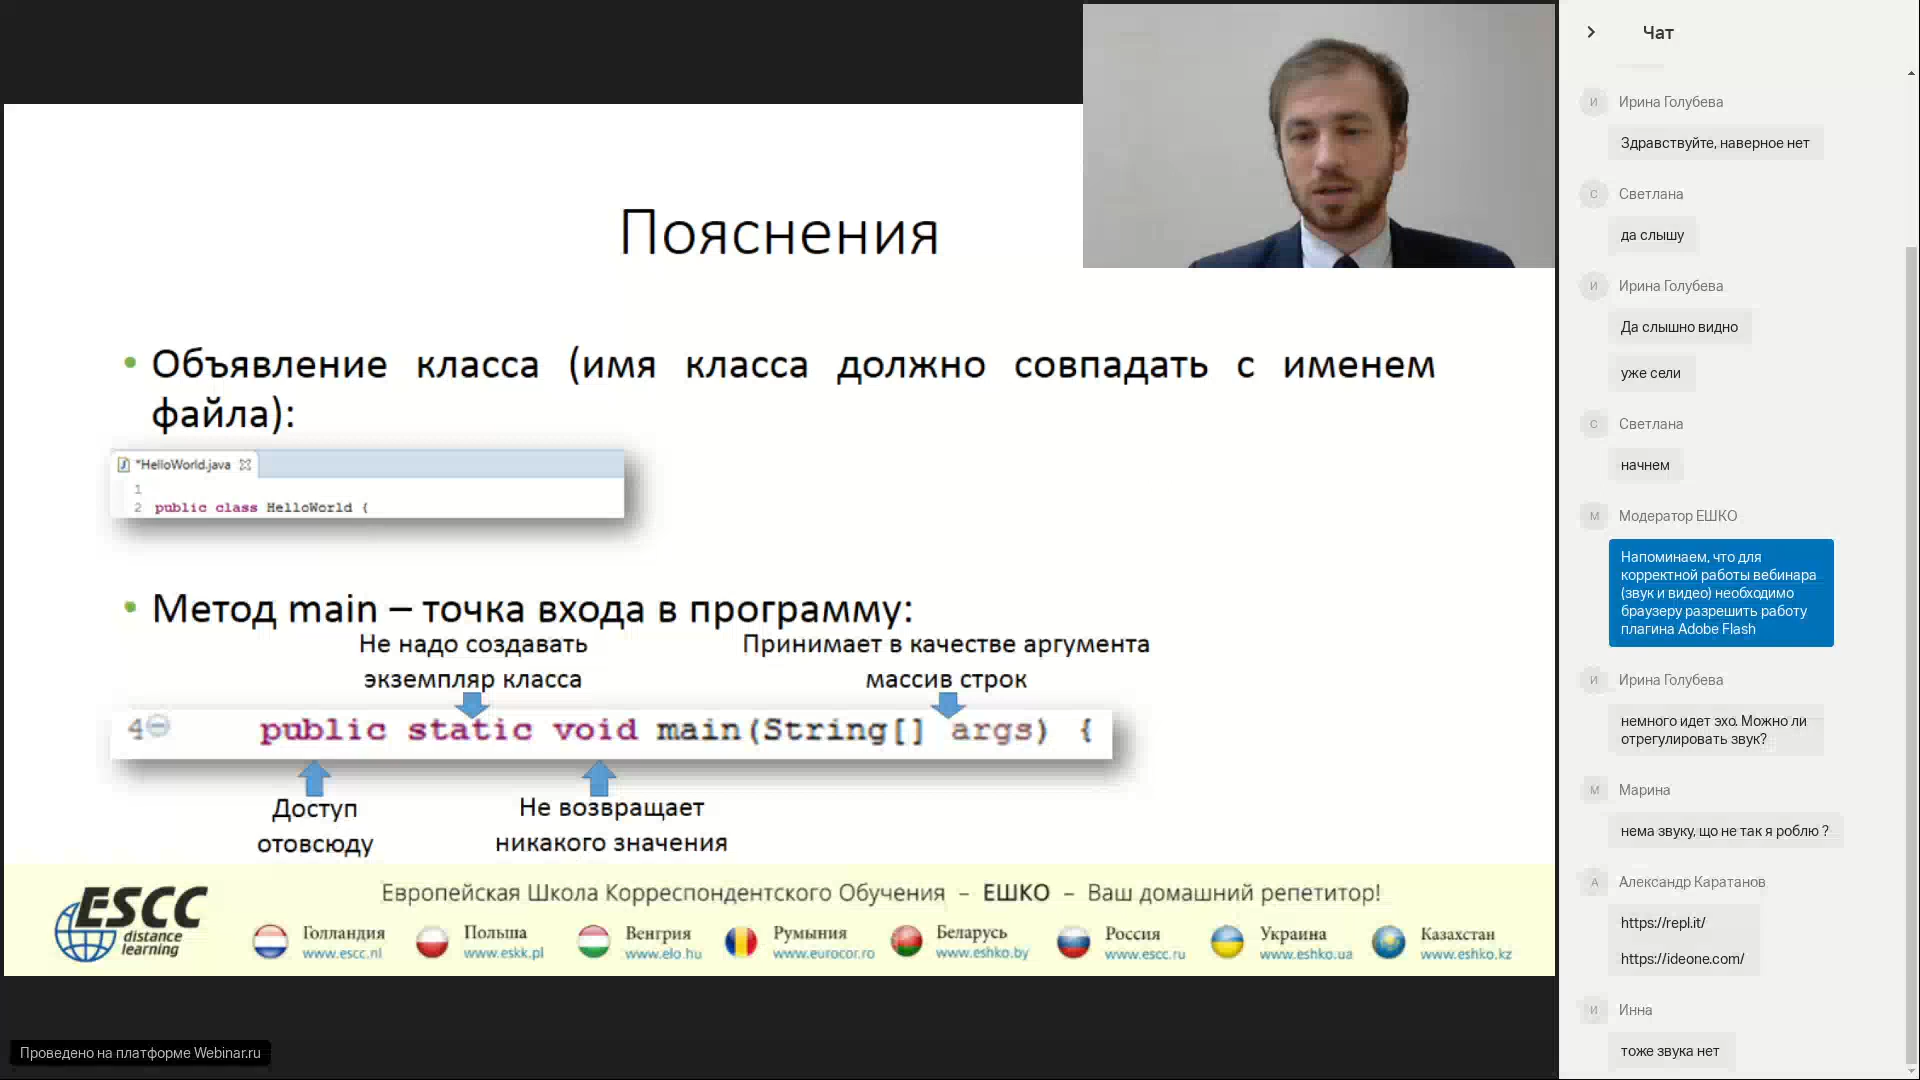 Пояснения
• Объявление класса (имя класса должно совпадать с именем
файла):
*HelloWorld.java
1
2 public class HelloWorld {
• Метод main – точка входа в программу:
Не надо создавать
экземпляр класса
Принимает в качестве аргумента
массив строк
4 public static void main(String[] args) {
Доступ
отовсюду
Не возвращает
никакого значения
ESCC
distance
learning
Европейская Школа Корреспондентского Обучения – ЕШКО – Ваш домашний репетитор!
Голландия
www.escc.nl
Польша
www.eskk.pl
Венгрия
www.elo.hu
Румыния
www.eurocor.ro
Беларусь
www.eshko.by
Россия
www.escc.ru
Украина
www.eshko.ua
Казахстан
www.eshko.kz
Проведено на платформе Webinar.ru
Чат
И Ирина Голубева
Здравствуйте, наверное нет
С Светлана
да слышу
И Ирина Голубева
Да слышно видно
уже сели
С Светлана
начнем
М Модератор ЕШКО
Напоминаем, что для
корректной работы вебинара
(звук и видео) необходимо
браузеру разрешить работу
плагина Adobe Flash
И Ирина Голубева
немного идет эхо. Можно ли
отрегулировать звук?
М Марина
нема звуку, що не так я роблю ?
А Александр Каратанов
https://repl.it/
https://ideone.com/
И Инна
тоже звука нет